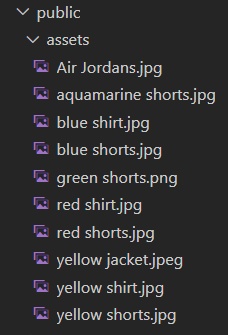 public
assets
Air Jordans.jpg
aquamarine shorts.jpg
blue shirt.jpg
blue shorts.jpg
green shorts.png
red shirt.jpg
red shorts.jpg
yellow jacket.jpeg
yellow shirt.jpg
yellow shorts.jpg